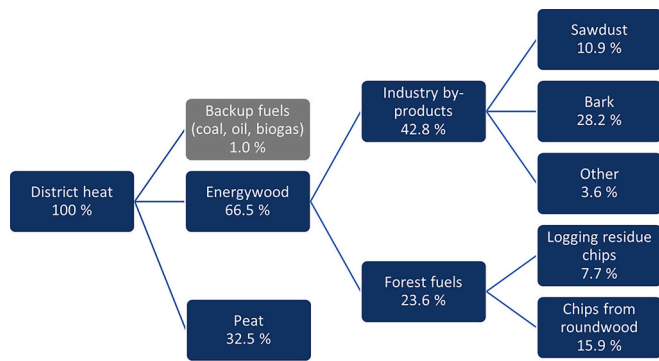 District heat
100 %
Backup fuels
(coal, oil, biogas)
1.0 %
Energywood
66.5 %
Peat
32.5 %
Industry by-
products
42.8 %
Forest fuels
23.6 %
Sawdust
10.9 %
Bark
28.2 %
Other
3.6 %
Logging residue
chips
7.7 %
Chips from
roundwood
15.9 %